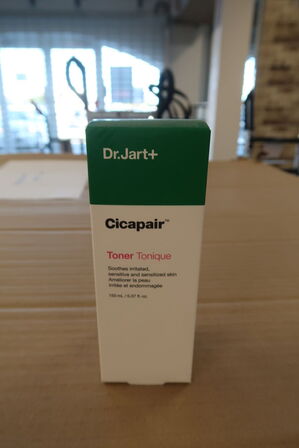 Dr.Jart+
Cicapair™
Toner Tonique
Soothes irritated,
sensitive and sensitized skin
Améliorer la peau
irritée et endommagée
150 mL / 5.07 fl. oz.